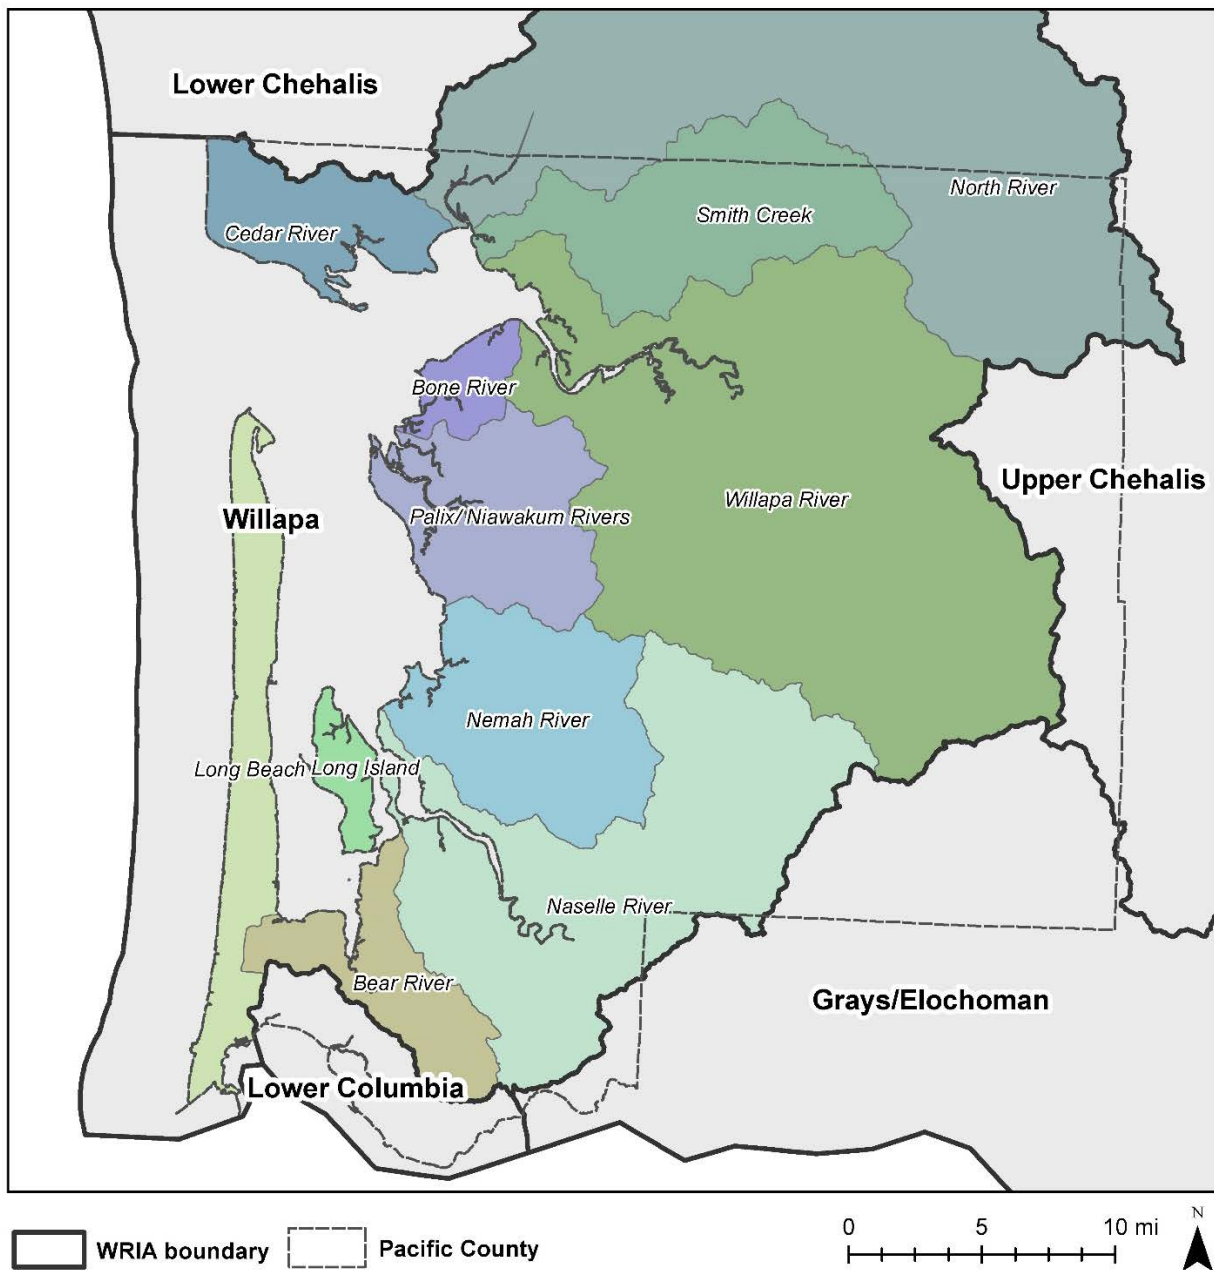 Lower Chehalis
North River
Smith Creek
Cedar River
Bone River
Upper Chehalis
Willapa River
Willapa
Palix/ Niawakum Rivers
Nemah River
Long Beach
Long Island
Naselle River
Bear River
Grays/Elochoman
Lower Columbia
WRIA boundary
Pacific County
0 5 10 mi
N